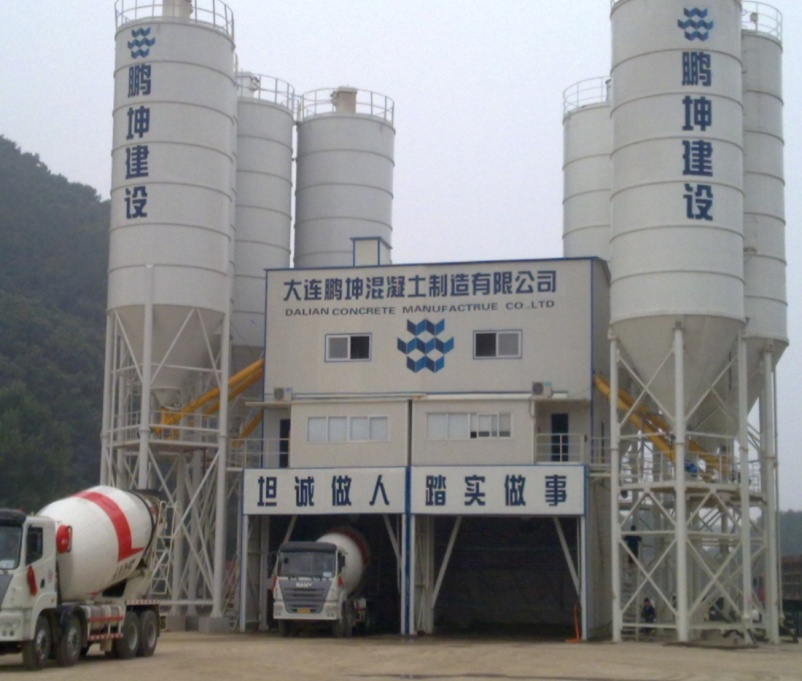 鹏坤建设
鹏坤建设
大连鹏坤混凝土制造有限公司
DALIAN CONCRETE MANUFACTRUE CO.,LTD
坦诚做人 踏实做事